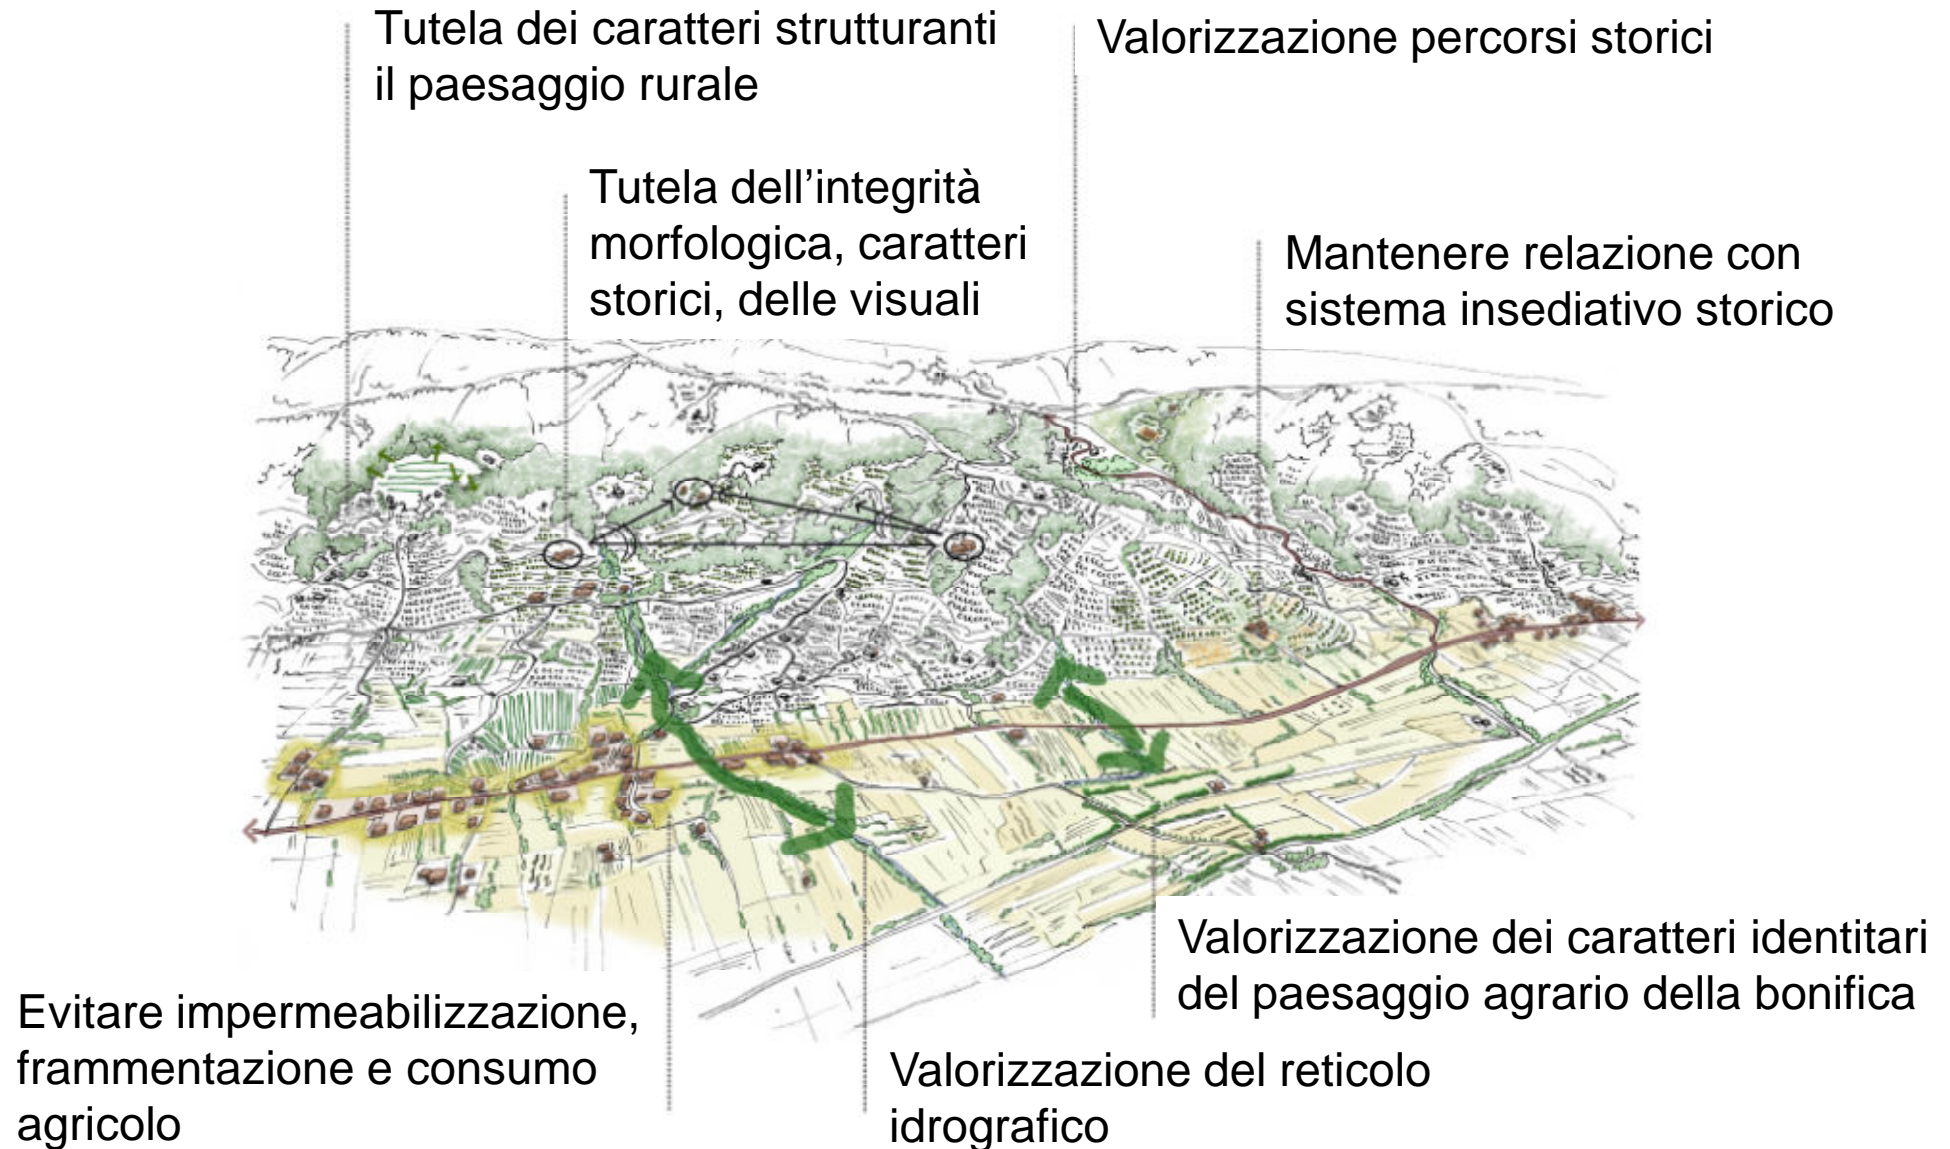 Tutela dei caratteri strutturanti
il paesaggio rurale
Valorizzazione percorsi storici
Tutela dell’integrità
morfologica, caratteri
storici, delle visuali
Mantenere relazione con
sistema insediativo storico
Valorizzazione dei caratteri identitari
del paesaggio agrario della bonifica
Evitare impermeabilizzazione,
frammentazione e consumo
agricolo
Valorizzazione del reticolo
idrografico